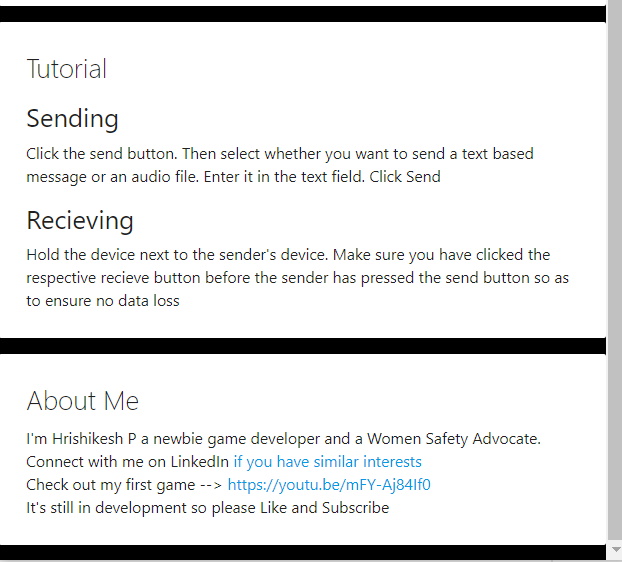 Tutorial
Sending
Click the send button. Then select whether you want to send a text based
message or an audio file. Enter it in the text field. Click Send
Recieving
Hold the device next to the sender's device. Make sure you have clicked the
respective recieve button before the sender has pressed the send button so as
to ensure no data loss
About Me
I'm Hrishikesh P a newbie game developer and a Women Safety Advocate.
Connect with me on LinkedIn if you have similar interests
Check out my first game --> https://youtu.be/mFY-Aj84If0
It's still in development so please Like and Subscribe